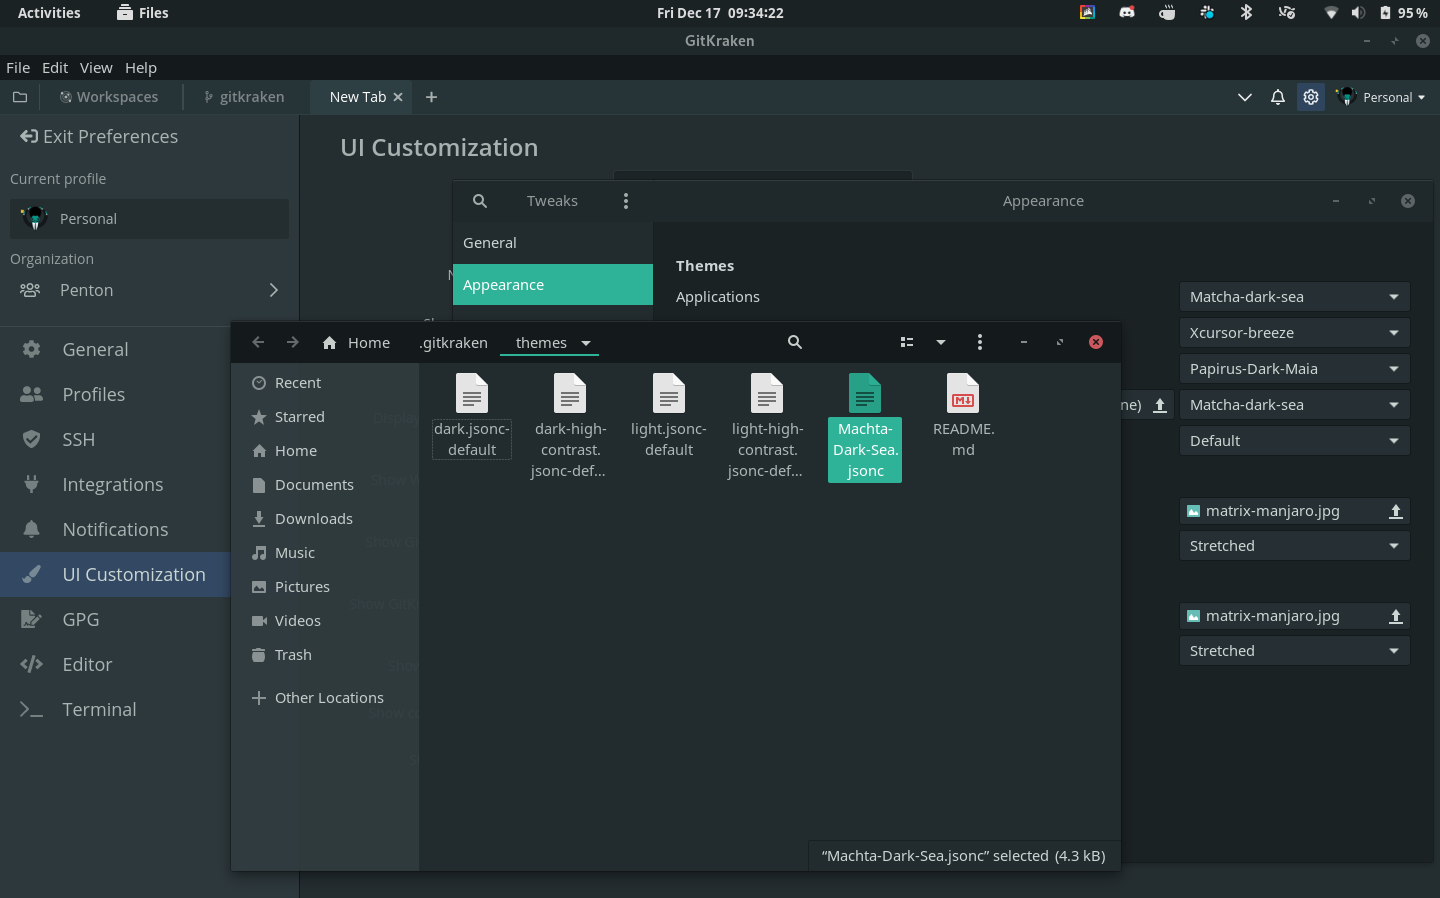 Activities
Files
Fri Dec 17 09:34:22
95 %
GitKraken
File Edit View Help
Workspaces
gitkraken
New Tab
Personal
Exit Preferences
Current profile
Personal
Organization
Penton
General
Profiles
SSH
Integrations
Notifications
UI Customization
GPG
Editor
Terminal
UI Customization
Tweaks
Appearance
General
Appearance
Themes
Applications
Matcha-dark-sea
Xcursor-breeze
Papirus-Dark-Maia
ne)
Matcha-dark-sea
Default
matrix-manjaro.jpg
Stretched
matrix-manjaro.jpg
Stretched
Home
.gitkraken
themes
Recent
Starred
Home
Documents
Downloads
Music
Pictures
Videos
Trash
Other Locations
dark.jsonc-
default
dark-high-
contrast.
jsonc-def...
light.jsonc-
default
light-high-
contrast.
jsonc-def...
Machta-
Dark-Sea.
jsonc
README.
md
“Machta-Dark-Sea.jsonc” selected (4.3 kB)